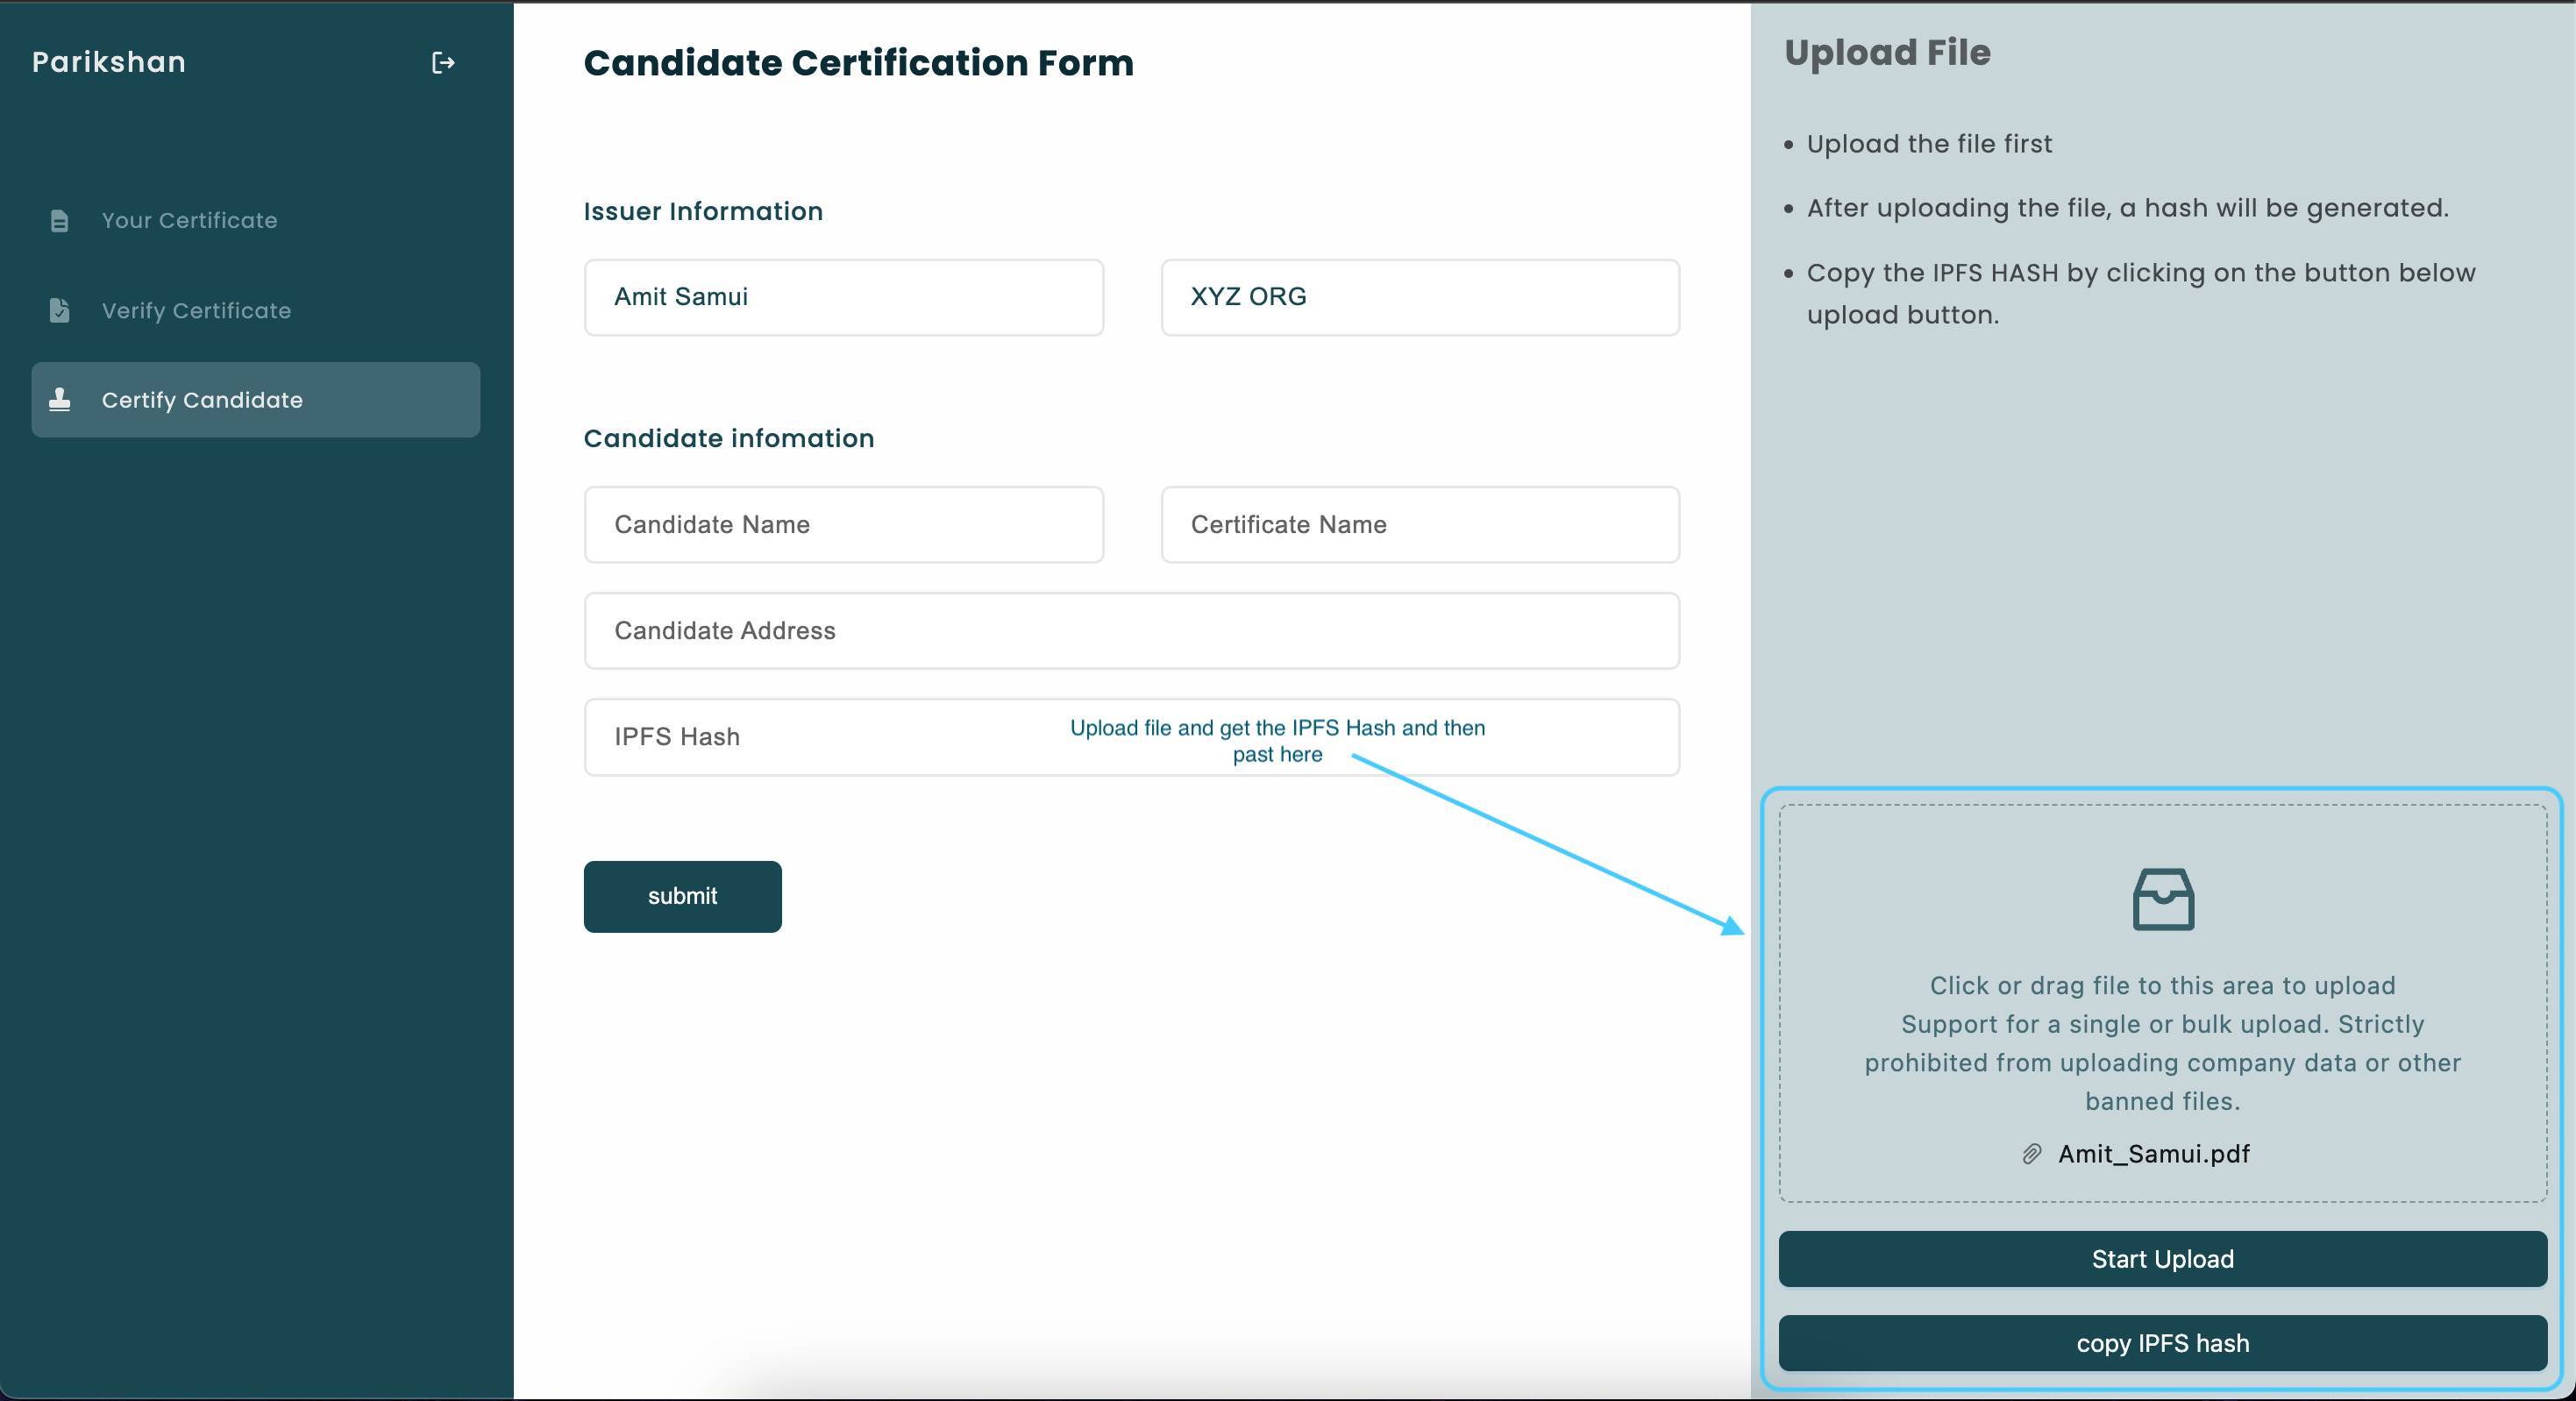 Parikshan
Your Certificate
Verify Certificate
Certify Candidate
Candidate Certification Form
Issuer Information
Amit Samui
XYZ ORG
Candidate infomation
Candidate Name
Certificate Name
Candidate Address
IPFS Hash
Upload file and get the IPFS Hash and then
past here
submit
Upload File
Upload the file first
After uploading the file, a hash will be generated.
Copy the IPFS HASH by clicking on the button below
upload button.
Click or drag file to this area to upload
Support for a single or bulk upload. Strictly
prohibited from uploading company data or other
banned files.
Amit_Samui.pdf
Start Upload
copy IPFS hash